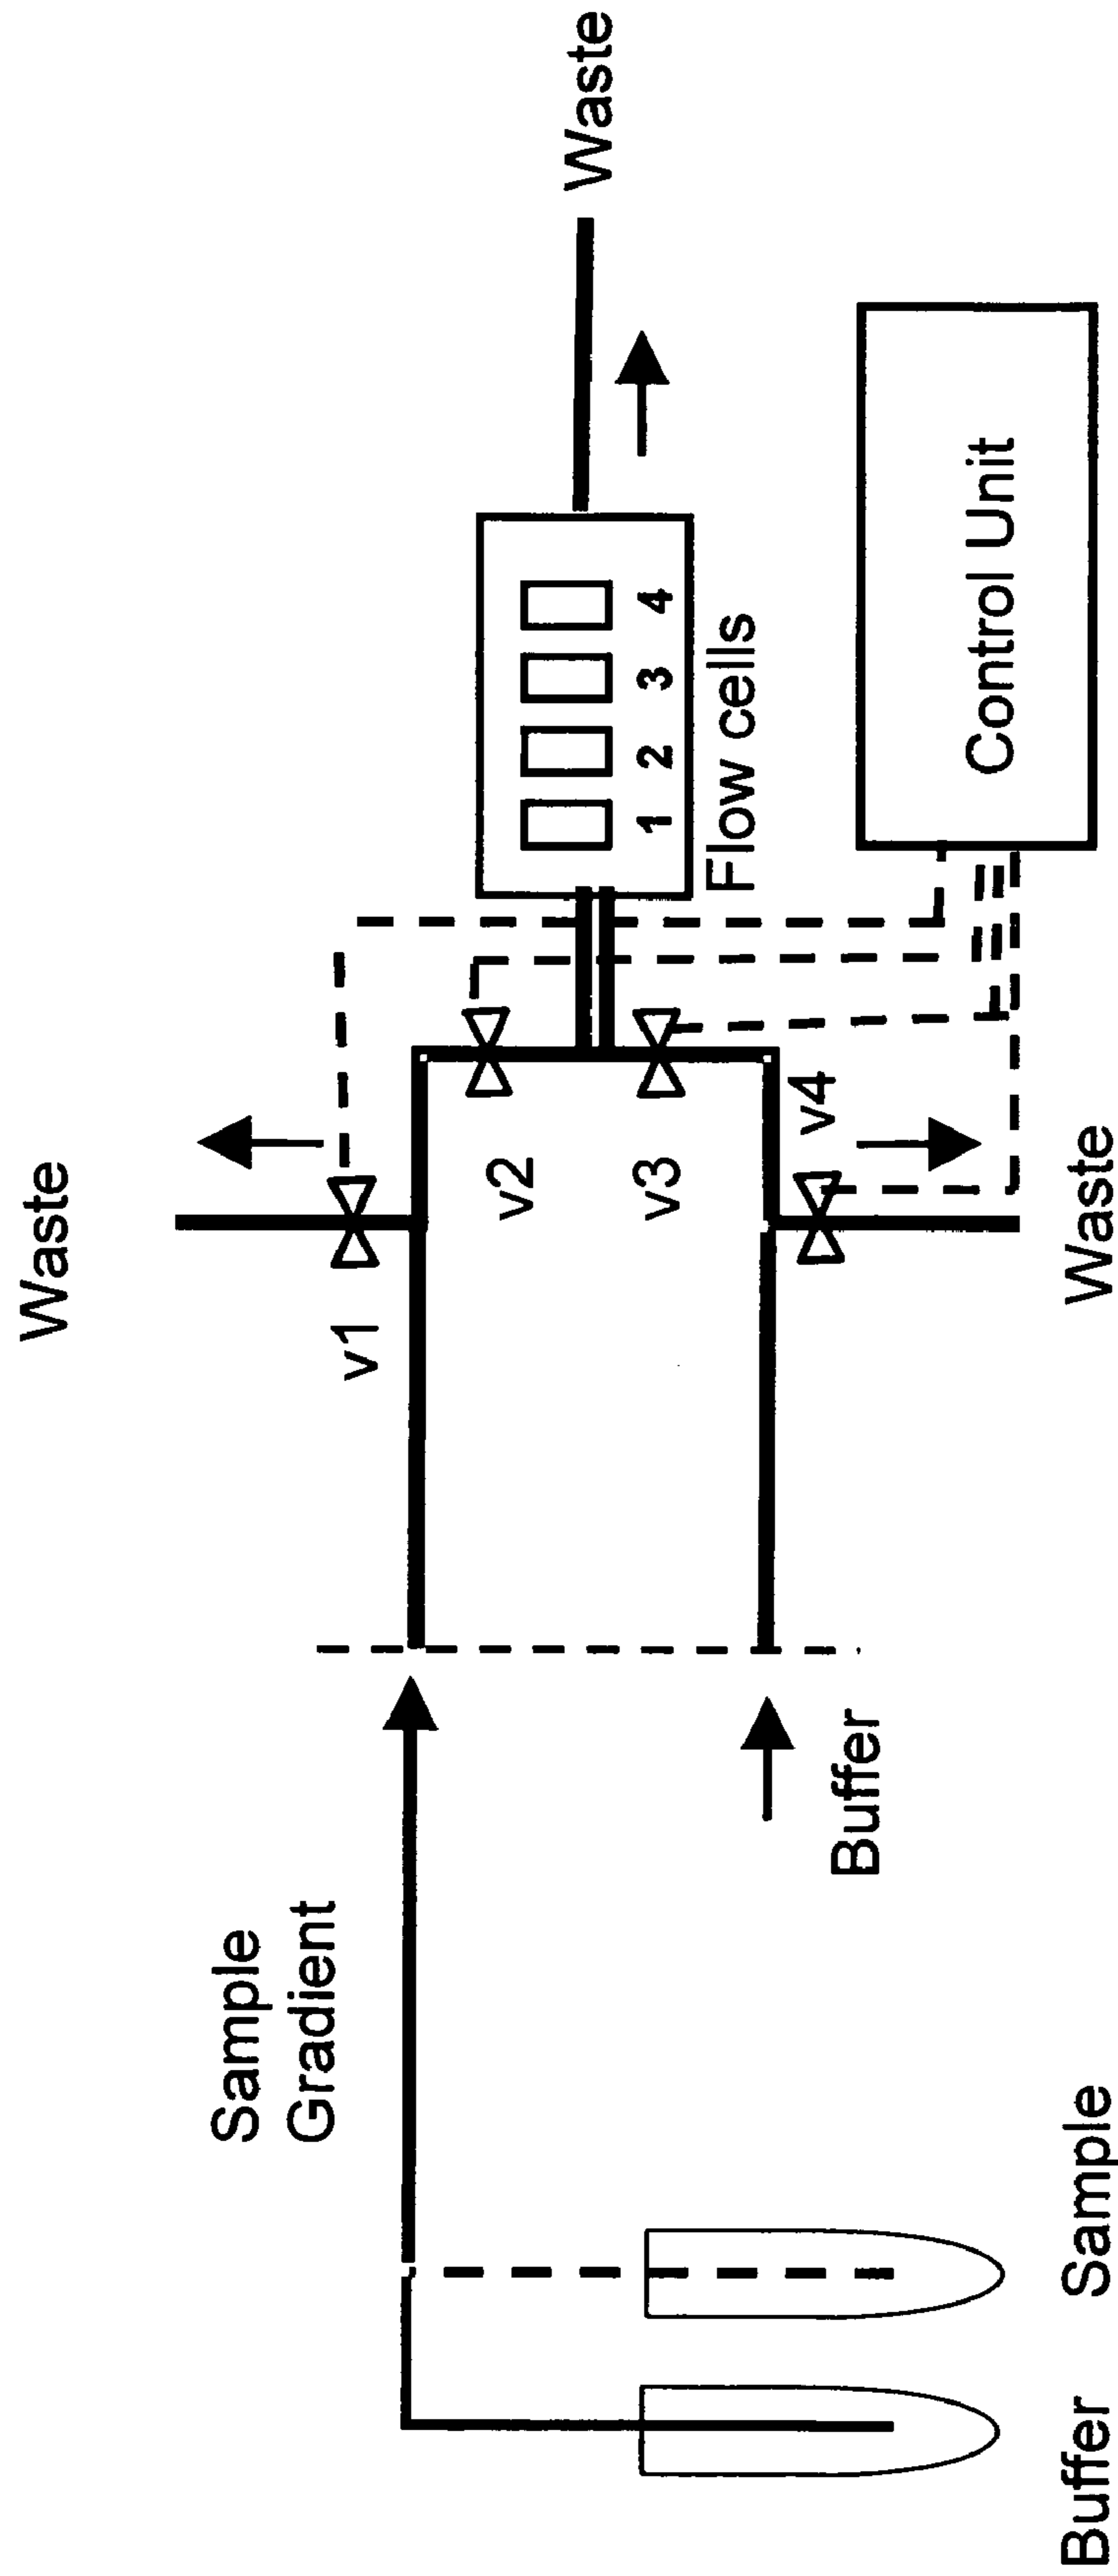 Waste
Waste
Sample
Gradient
v1
v2
v3
v4
1 2 3 4
Flow cells
Control Unit
Buffer
Waste
Buffer
Sample